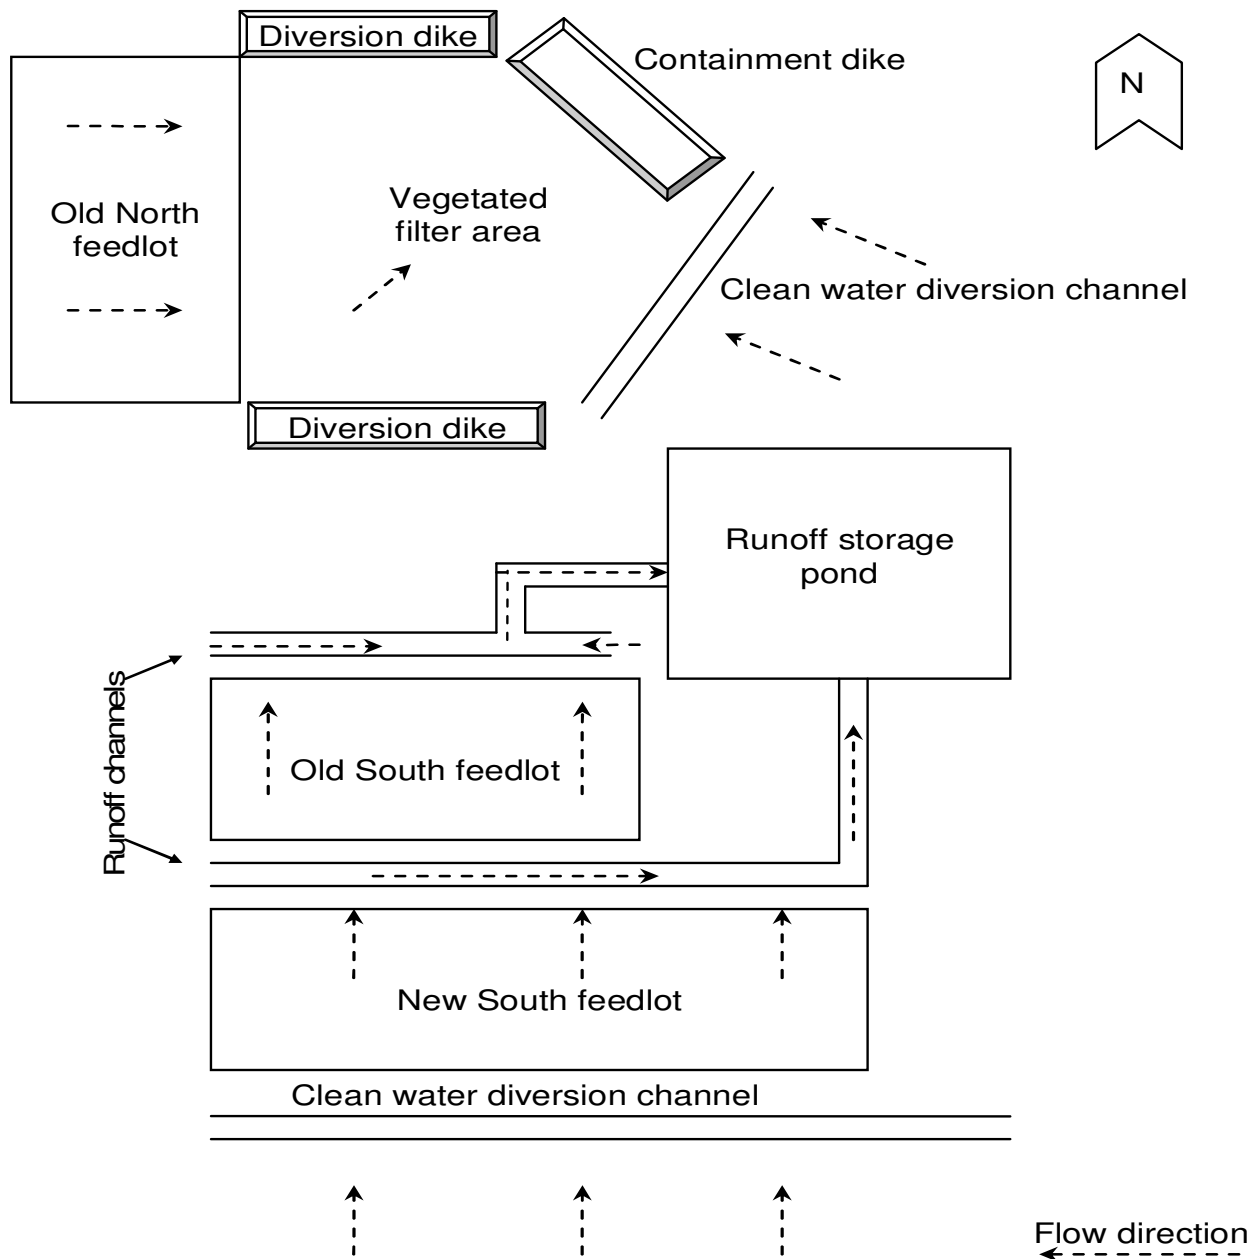 Diversion dike
Containment dike
N
Old North
feedlot
Vegetated
filter area
Clean water diversion channel
Diversion dike
Runoff storage
pond
Runoff channels
Old South feedlot
New South feedlot
Clean water diversion channel
Flow direction